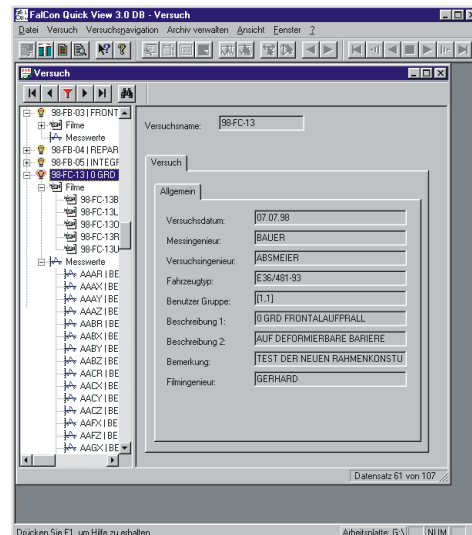 FalCon Quick View 3.0 DB - Versuch
Datei Versuch Versuchsnavigation Archiv verwalten Ansicht Fenster ?
Versuch
98-FB-03 | FRONT
Filme
Messwerte
98-FB-04 | REPAR
98-FB-05 | INTEGF
98-FC-13 | 0 GRD
Filme
98-FC-13B
98-FC-13L
98-FC-13O
98-FC-13R
98-FC-13U
Messwerte
AAAR | BE
AAAX | BE
AAAY | BE
AAAZ | BE
AABR | BE
AABX | BE
AABY | BE
AABZ | BE
AACR | BE
AACX | BE
AACY | BE
AACZ | BE
AAFX | BE
AAFZ | BE
AAGX | BE
Versuchsname: 98-FC-13
Versuch
Allgemein
Versuchsdatum: 07.07.98
Messingenieur: BAUER
Versuchsingenieur: ABSMEIER
Fahrzeugtyp: E36/481-93
Benutzer Gruppe: [1,1]
Beschreibung 1: 0 GRD FRONTALAUFPRALL
Beschreibung 2: AUF DEFORMIERBARE BARIERE
Bemerkung: TEST DER NEUEN RAHMENKONSTU
Filmingenieur: GERHARD
Datensatz 61 von 107
Drücken Sie F1, um Hilfe zu erhalten. Arbeitsplatte: G:\ NUM